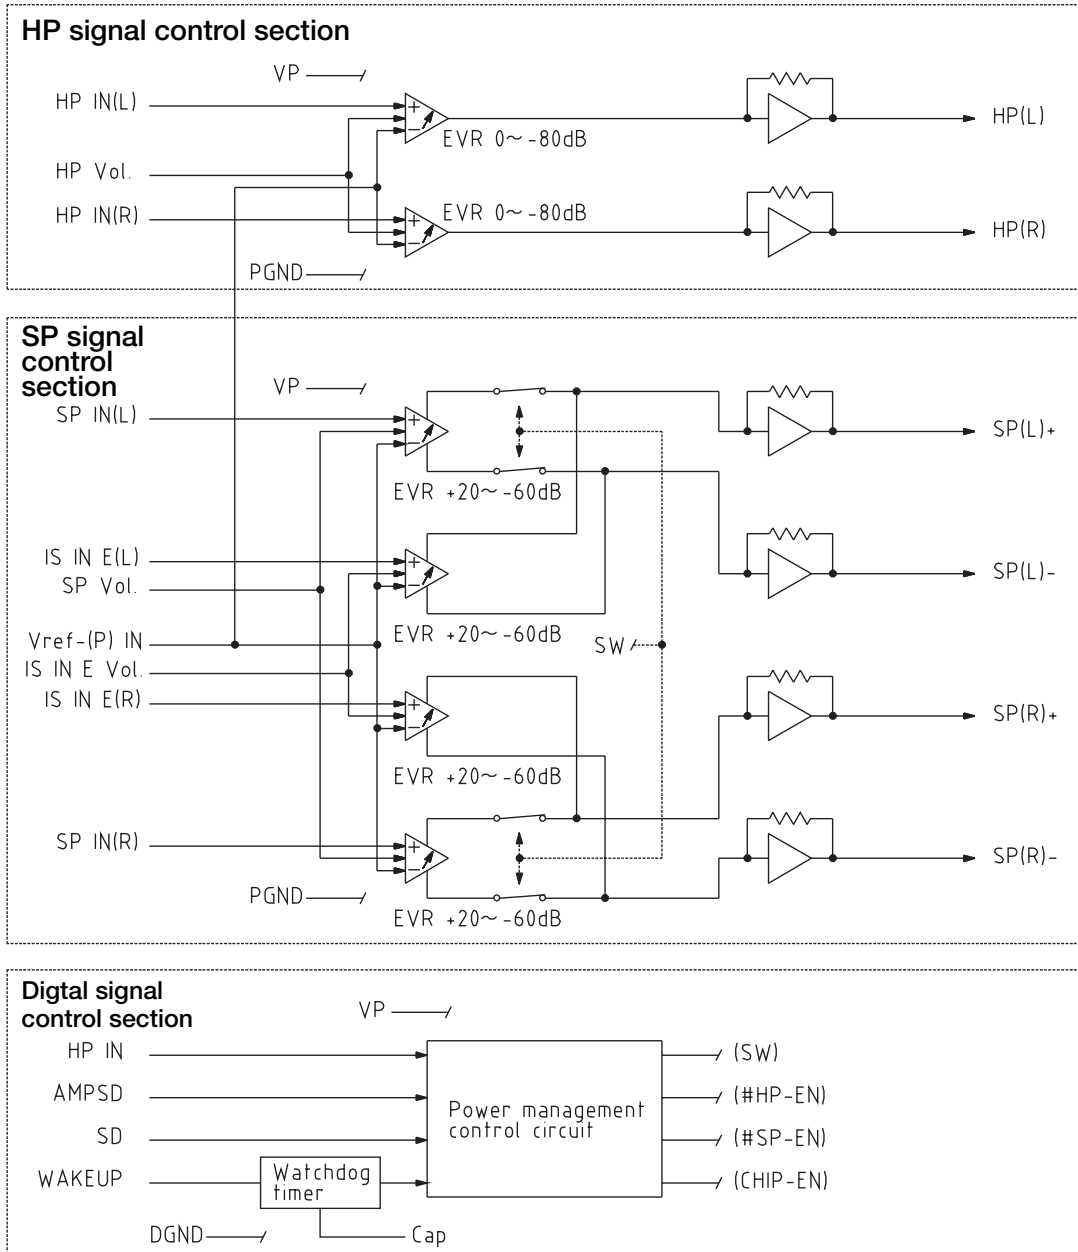 HP signal control section
VP
HP IN(L)
HP(L)
EVR 0~-80dB
HP Vol.
HP IN(R)
EVR 0~-80dB
HP(R)
PGND
SP signal
control
section
VP
SP IN(L)
SP(L)+
EVR +20~-60dB
IS IN E(L)
SP(L)-
SP Vol.
EVR +20~-60dB
Vref-(P) IN
SW
IS IN E Vol.
IS IN E(R)
SP(R)+
EVR +20~-60dB
SP IN(R)
SP(R)-
PGND
EVR +20~-60dB
Digtal signal
control section
VP
HP IN
(SW)
AMPSD
(#HP-EN)
Power management
control circuit
SD
(#SP-EN)
WAKEUP
Watchdog
timer
(CHIP-EN)
DGND
Cap